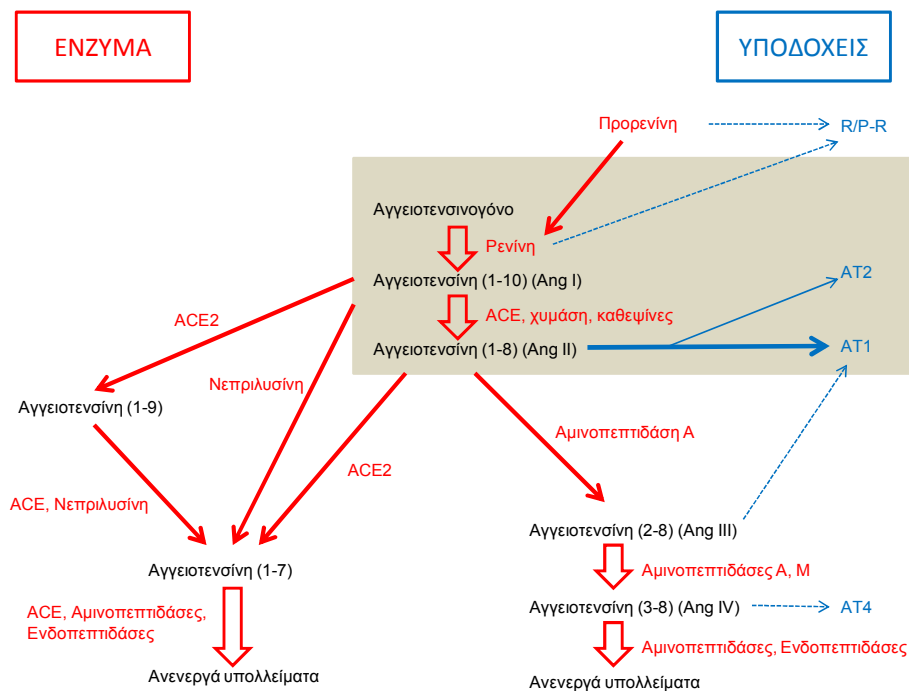 ΕΝΖΥΜΑ
ΥΠΟΔΟΧΕΙΣ
Προρενίνη
R/P-R
Αγγειοτενσινογόνο
Ρενίνη
Αγγειοτενσίνη (1-10) (Ang I)
AT2
ACE2
ACE, χυμάση, καθεψίνες
Αγγειοτενσίνη (1-8) (Ang II)
AT1
Νεπριλυσίνη
Αγγειοτενσίνη (1-9)
Αμινοπεπτιδάση Α
ACE2
ACE, Νεπριλυσίνη
Αγγειοτενσίνη (2-8) (Ang III)
Αγγειοτενσίνη (1-7)
Αμινοπεπτιδάσες Α, Μ
ACE, Αμινοπεπτιδάσες,
Ενδοπεπτιδάσες
Αγγειοτενσίνη (3-8) (Ang IV)
AT4
Αμινοπεπτιδάσες, Ενδοπεπτιδάσες
Ανενεργά υπολλείματα
Ανενεργά υπολλείματα